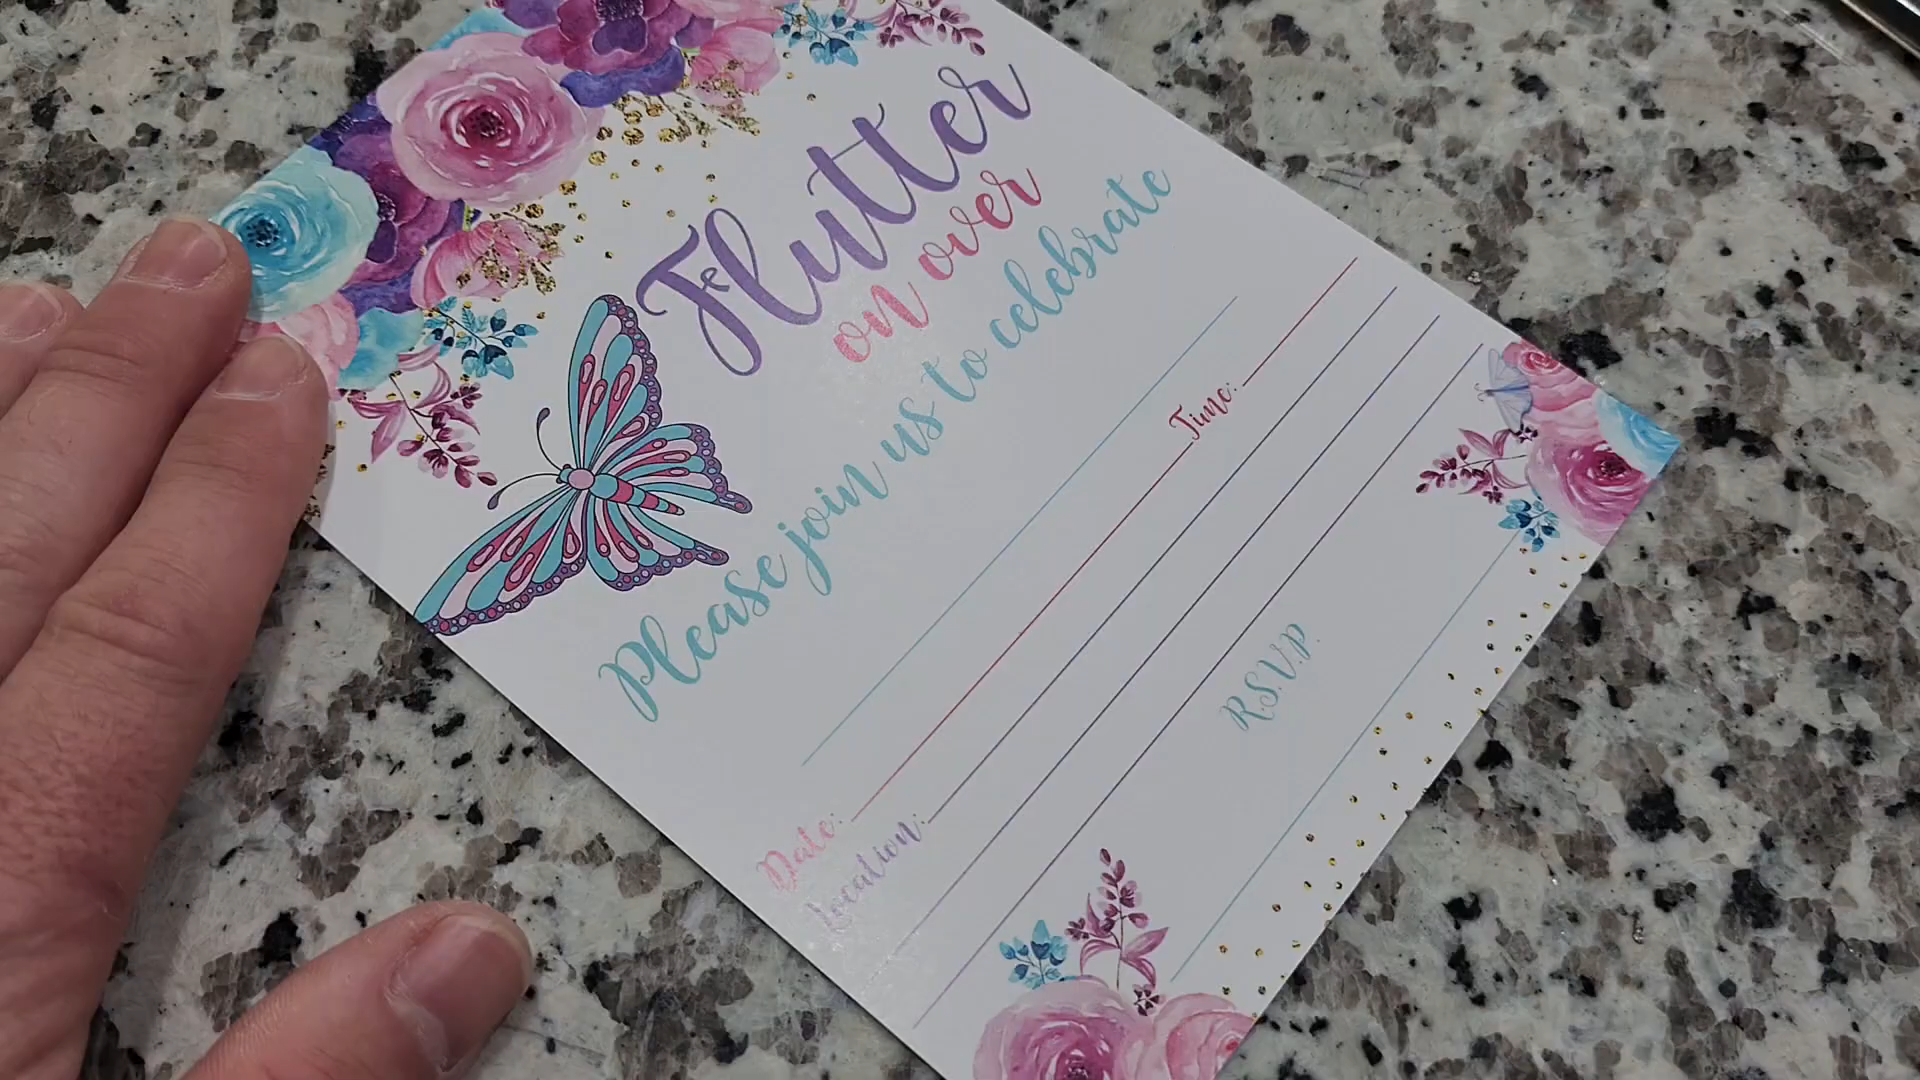 Flutter
on over
Please join us to celebrate
Date: Time:
Location:
R.S.V.P.